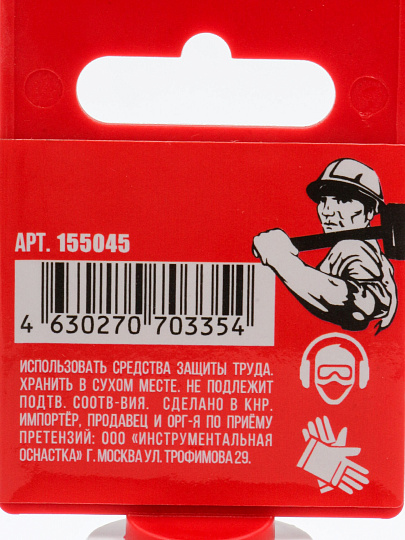 АРТ. 155045
4 630270 703354
ИСПОЛЬЗОВАТЬ СРЕДСТВА ЗАЩИТЫ ТРУДА.
ХРАНИТЬ В СУХОМ МЕСТЕ. НЕ ПОДЛЕЖИТ
ПОДТВ. СООТВ-ВИЯ. СДЕЛАНО В КНР.
ИМПОРТЁР, ПРОДАВЕЦ И ОРГ-Я ПО ПРИЁМУ
ПРЕТЕНЗИЙ: ООО «ИНСТРУМЕНТАЛЬНАЯ
ОСНАСТКА» Г. МОСКВА УЛ. ТРОФИМОВА 29.